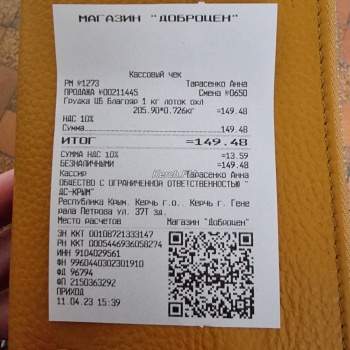 МАГАЗИН "ДОБРОЦЕН"
Кассовый чек
РМ №1273 Тарасенко Анна
ПРОДАЖА №00211445 Смена №0650
Грудка ЦБ Благояр 1 кг лоток охл
205.90*0.726кг =149.48
НДС 10%
Сумма 149.48
ИТОГ =149.48
СУММА НДС 10% =13.59
БЕЗНАЛИЧНЫМИ =149.48
Кассир Тарасенко Анна
ОБЩЕСТВО С ОГРАНИЧЕННОЙ ОТВЕТСТВЕННОСТЬЮ "
ДС-КРЫМ"
Республика Крым, Керчь г.о., Керчь г. Гене
рала Петрова ул. 37Т зд.
Место расчетов Магазин "Доброцен"
ЗН ККТ 00108721333147
РН ККТ 0005446936058274
ИНН 9104029561
ФН 9960440302301910
ФД 96794
ФП 2150363292
ПРИХОД
11.04.23 15:39